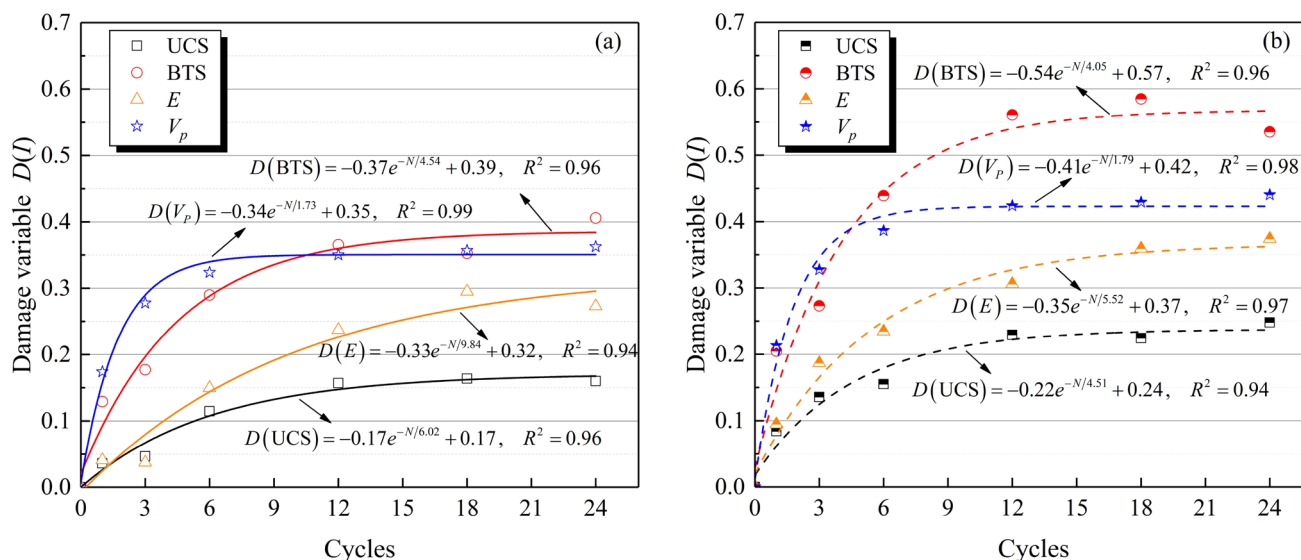 0.7
0.6
0.5
0.4
0.3
0.2
0.1
0.0
Damage variable D(I)
UCS
BTS
E
V_p
(a)
D(BTS)=−0.37e^{−N/4.54}+0.39, R²=0.96
D(V_P)=−0.34e^{−N/1.73}+0.35, R²=0.99
D(E)=−0.33e^{−N/9.84}+0.32, R²=0.94
D(UCS)=−0.17e^{−N/6.02}+0.17, R²=0.96
0 3 6 9 12 15 18 21 24
Cycles
0.7
0.6
0.5
0.4
0.3
0.2
0.1
0.0
Damage variable D(I)
UCS
BTS
E
V_p
(b)
D(BTS)=−0.54e^{−N/4.05}+0.57, R²=0.96
D(V_P)=−0.41e^{−N/1.79}+0.42, R²=0.98
D(E)=−0.35e^{−N/5.52}+0.37, R²=0.97
D(UCS)=−0.22e^{−N/4.51}+0.24, R²=0.94
0 3 6 9 12 15 18 21 24
Cycles